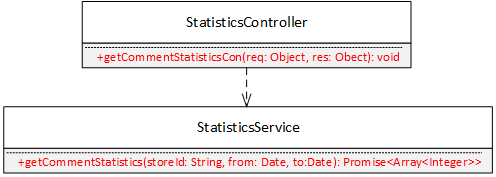 StatisticsController
+getCommentStatisticsCon(req: Object, res: Obect): void
StatisticsService
+getCommentStatistics(storeId: String, from: Date, to:Date): Promise<Array<Integer>>